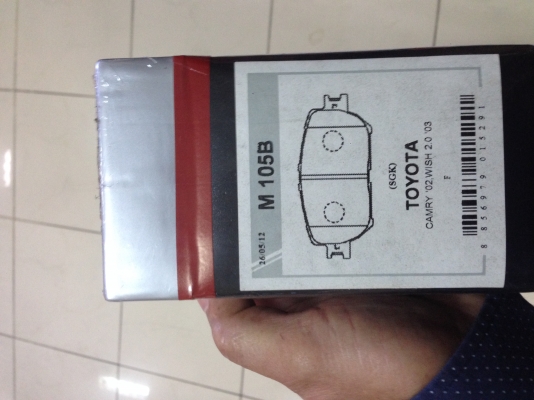 M 105B
26/05/12
(SGK)
TOYOTA
CAMRY '02,WISH 2.0 '03
F
8 856979 015291